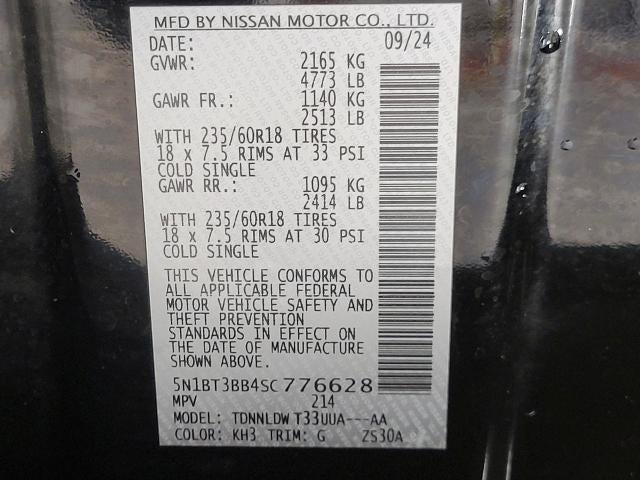 MFD BY NISSAN MOTOR CO., LTD.
DATE: 09/24
GVWR: 2165 KG
4773 LB
GAWR FR.: 1140 KG
2513 LB
WITH 235/60R18 TIRES
18 x 7.5 RIMS AT 33 PSI
COLD SINGLE
GAWR RR.: 1095 KG
2414 LB
WITH 235/60R18 TIRES
18 x 7.5 RIMS AT 30 PSI
COLD SINGLE
THIS VEHICLE CONFORMS TO
ALL APPLICABLE FEDERAL
MOTOR VEHICLE SAFETY AND
THEFT PREVENTION
STANDARDS IN EFFECT ON
THE DATE OF MANUFACTURE
SHOWN ABOVE.
5N1BT3BB4SC776628
MPV 214
MODEL: TDNNLDW T33UUA---AA
COLOR: KH3 TRIM: G ZS30A